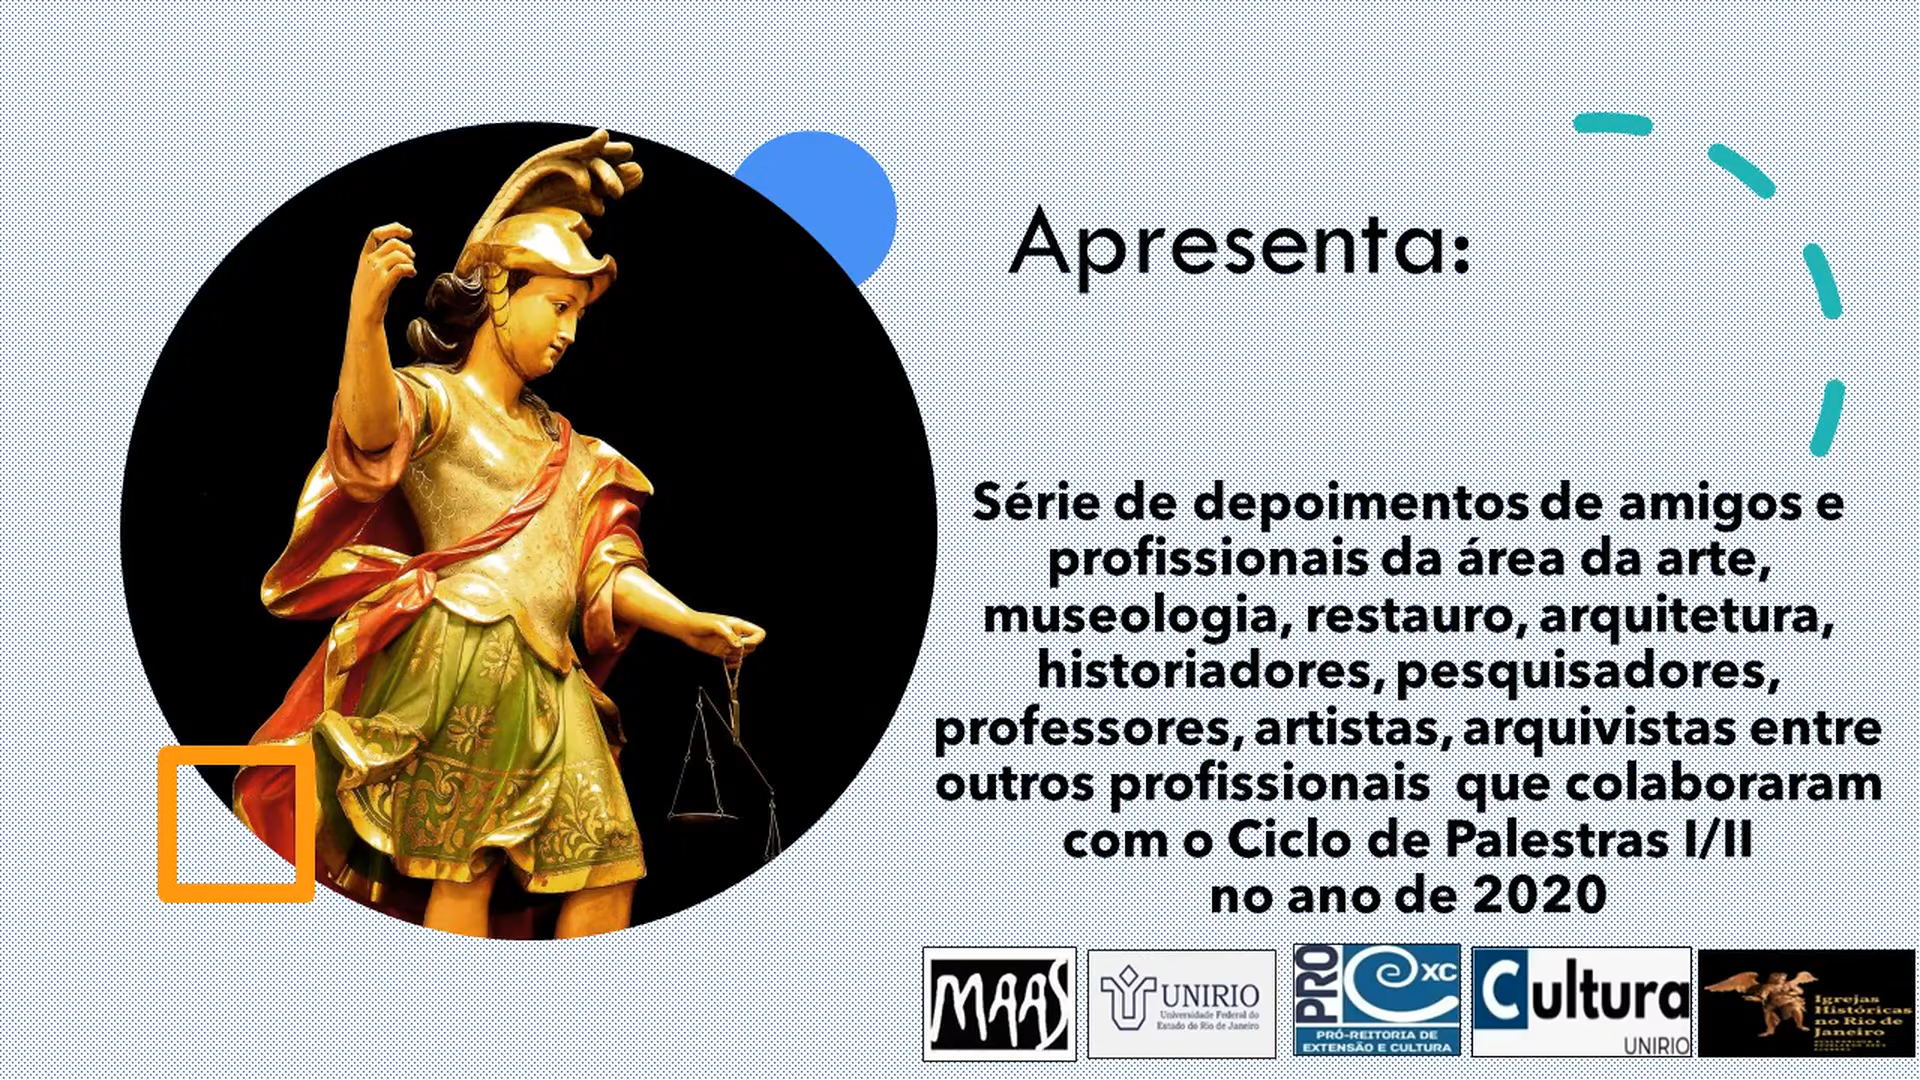 Apresenta:
Série de depoimentos de amigos e
profissionais da área da arte,
museologia, restauro, arquitetura,
historiadores, pesquisadores,
professores, artistas, arquivistas entre
outros profissionais que colaboraram
com o Ciclo de Palestras I/II
no ano de 2020
MAAS
UNIRIO
Universidade Federal do
Estado do Rio de Janeiro
PRO
EXC
PRÓ-REITORIA DE
EXTENSÃO E CULTURA
Cultura
UNIRIO
Igrejas
Históricas
no Rio de
Janeiro